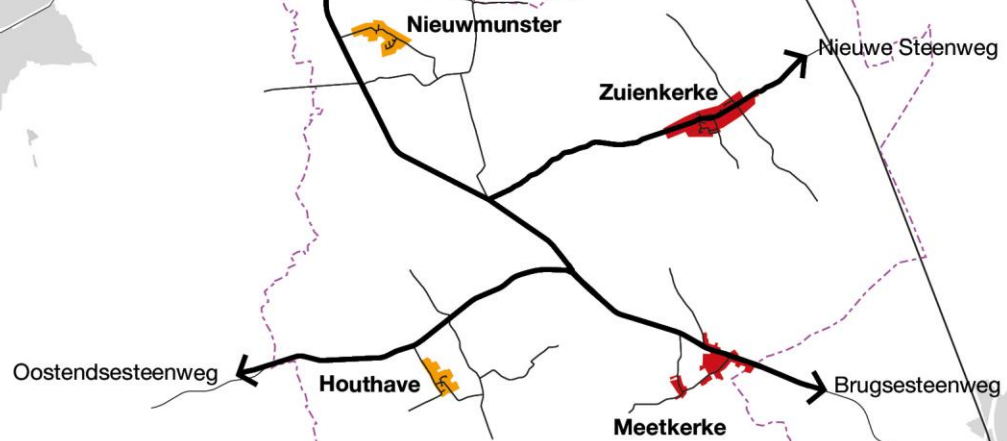 Nieuwmunster
Nieuwe Steenweg
Zuienkerke
Oostendsesteenweg
Houthave
Brugsesteenweg
Meetkerke